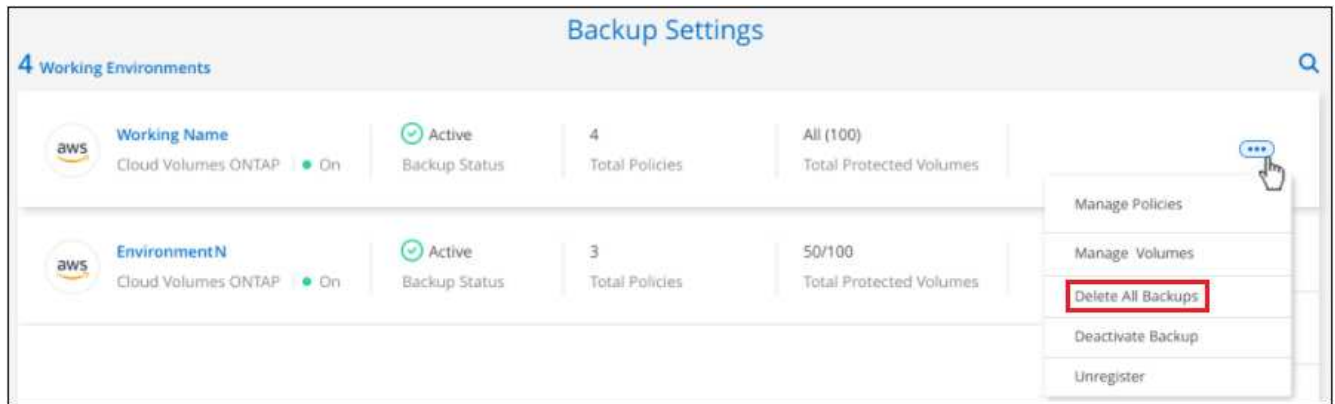 Backup Settings
4 Working Environments
aws
Working Name
Cloud Volumes ONTAP
On
Active
Backup Status
4
Total Policies
All (100)
Total Protected Volumes
Manage Policies
Manage Volumes
Delete All Backups
Deactivate Backup
Unregister
aws
EnvironmentN
Cloud Volumes ONTAP
On
Active
Backup Status
3
Total Policies
50/100
Total Protected Volumes